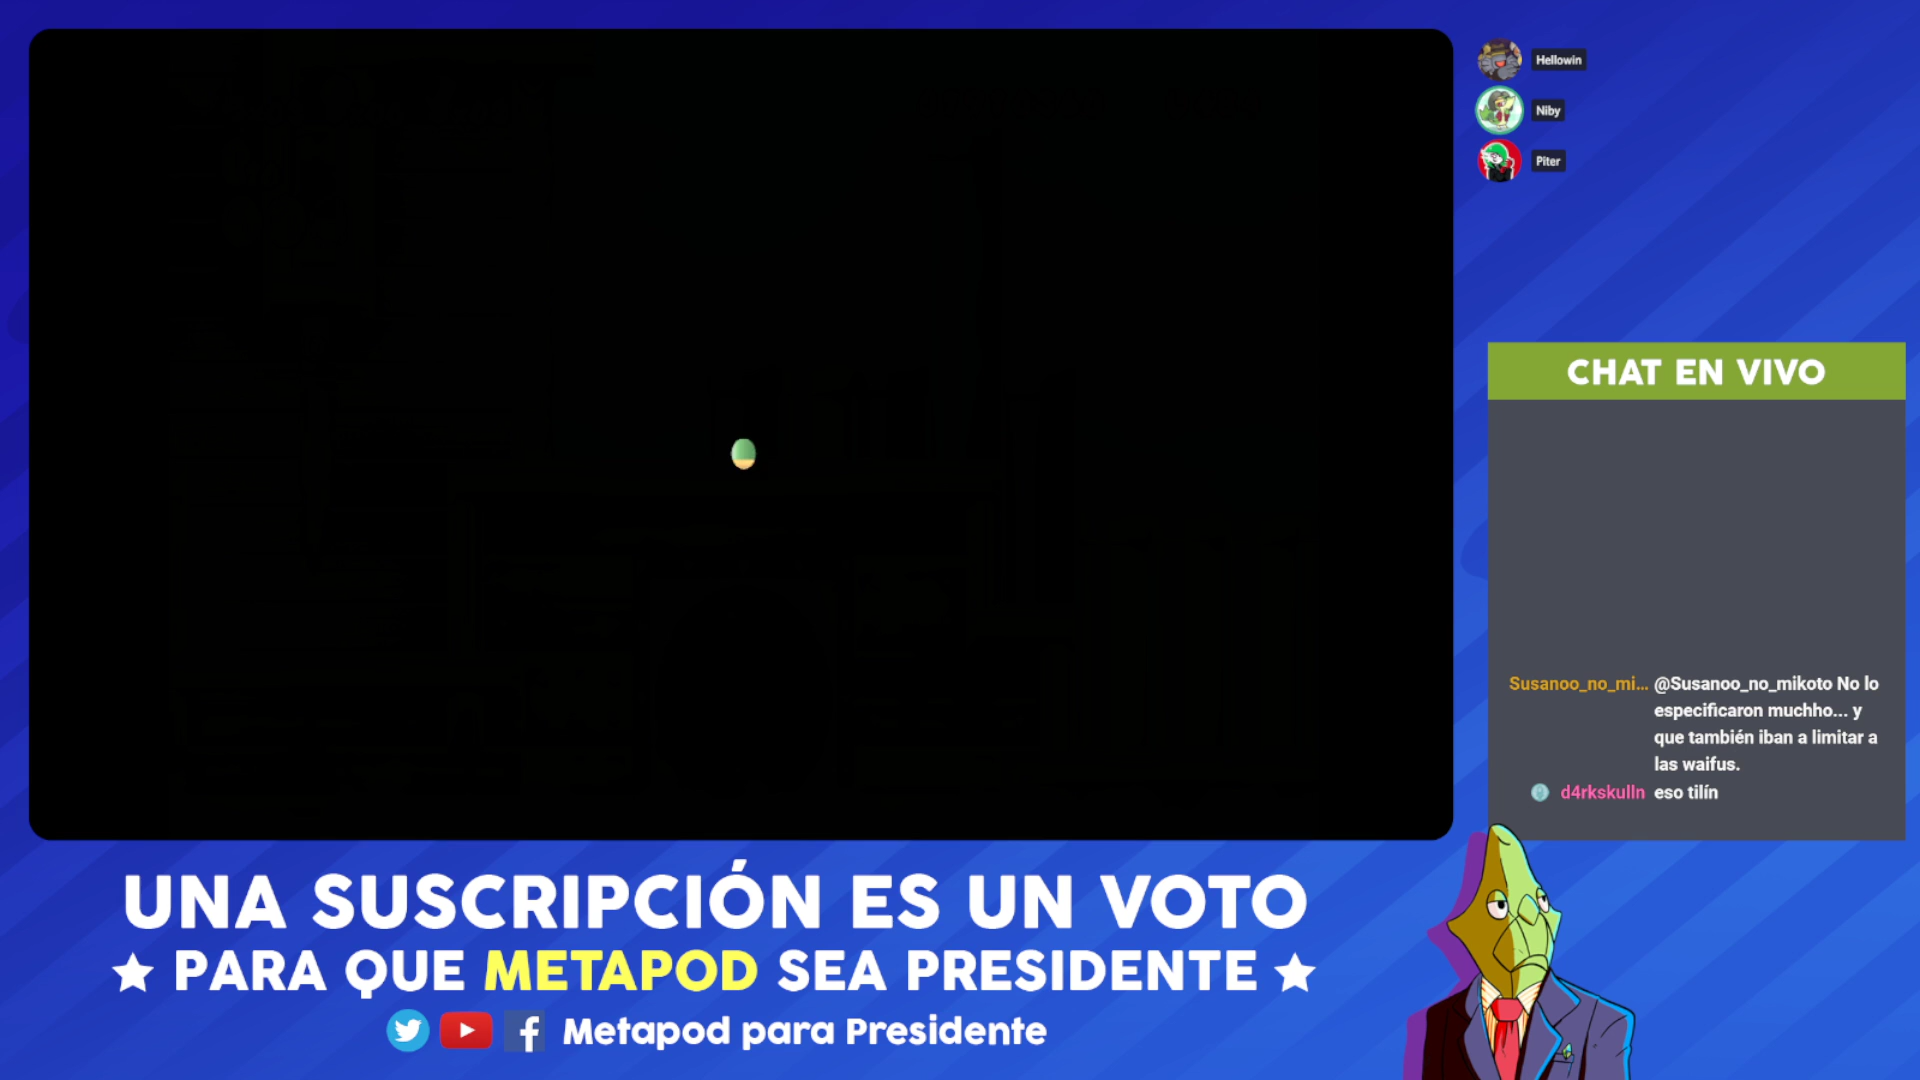 Hellowin
Niby
Piter
CHAT EN VIVO
Susanoo_no_mi... @Susanoo_no_mikoto No lo
especificaron muchho... y
que también iban a limitar a
las waifus.
d4rkskulln eso tilín
UNA SUSCRIPCIÓN ES UN VOTO
PARA QUE METAPOD SEA PRESIDENTE
Metapod para Presidente